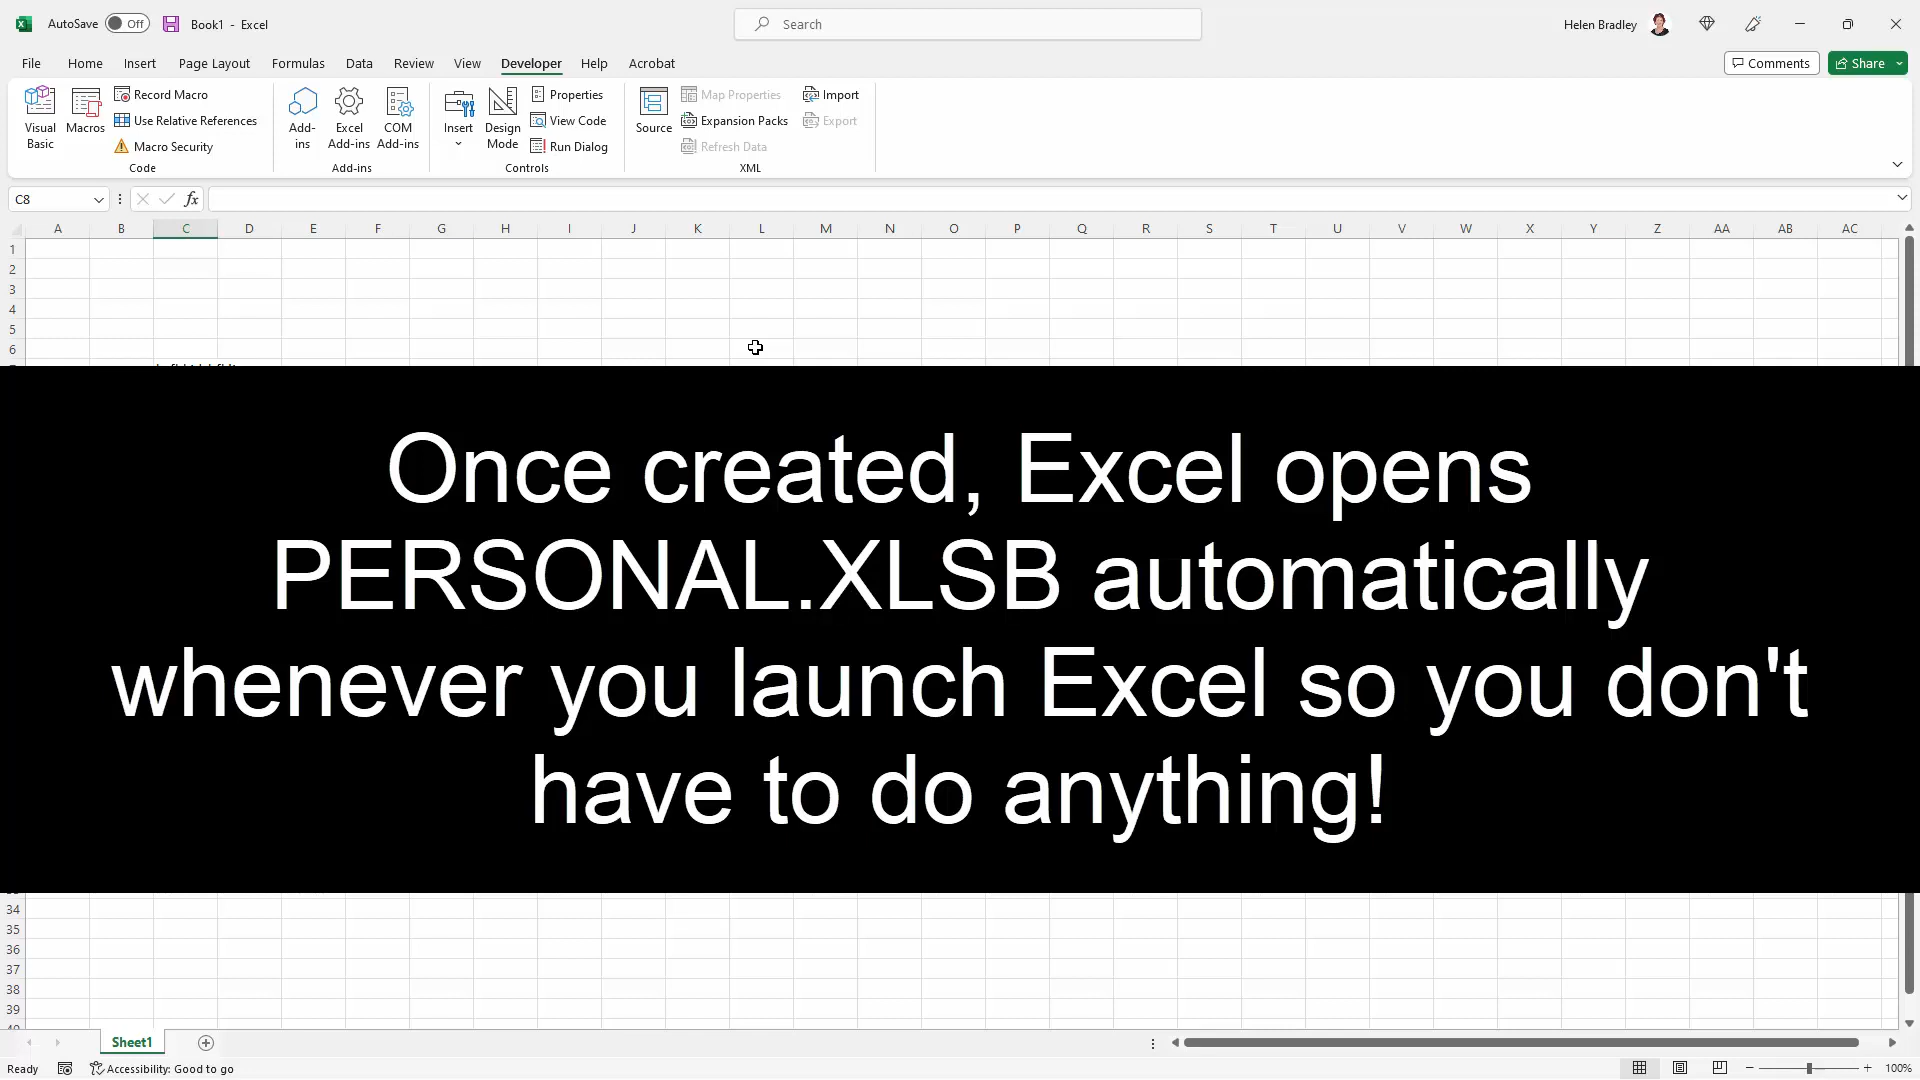 AutoSave Off Book1 - Excel Search Helen Bradley
File Home Insert Page Layout Formulas Data Review View Developer Help Acrobat Comments Share
Visual Basic
Macros
Record Macro
Use Relative References
Macro Security
Code
Add-ins
Excel Add-ins
COM Add-ins
Add-ins
Insert
Design Mode
Properties
View Code
Run Dialog
Controls
Source
Map Properties
Expansion Packs
Refresh Data
Import
Export
XML
C8 fx
A B C D E F G H I J K L M N O P Q R S T U V W X Y Z AA AB AC
1
2
3
4
5
6
Once created, Excel opens
PERSONAL.XLSB automatically
whenever you launch Excel so you don't
have to do anything!
34
35
36
37
38
39
Sheet1
Ready Accessibility: Good to go 100%